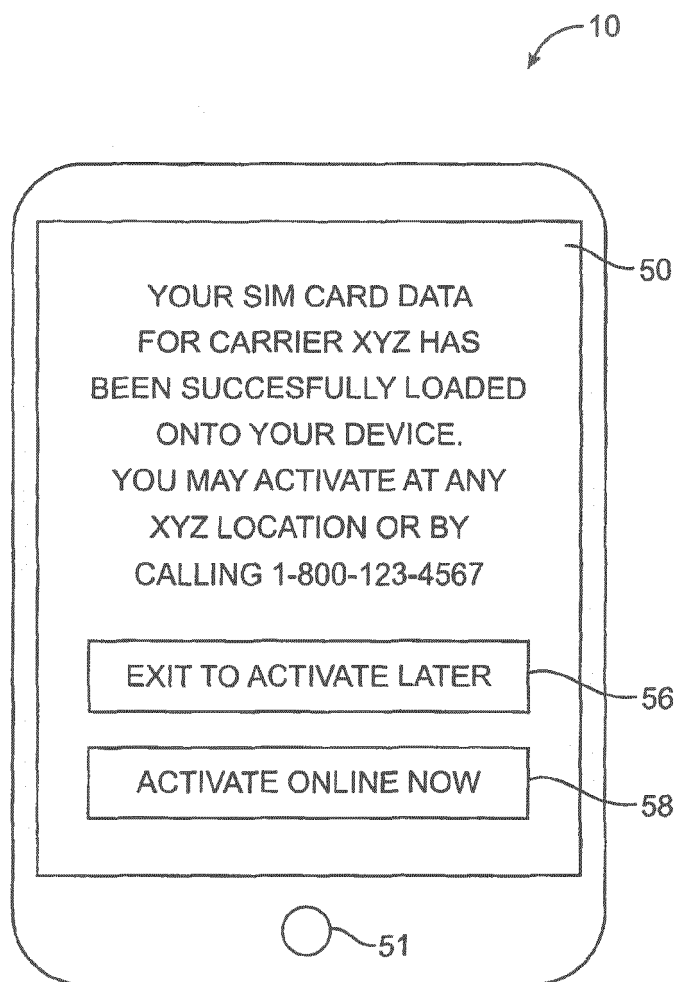 10
50
YOUR SIM CARD DATA
FOR CARRIER XYZ HAS
BEEN SUCCESFULLY LOADED
ONTO YOUR DEVICE.
YOU MAY ACTIVATE AT ANY
XYZ LOCATION OR BY
CALLING 1-800-123-4567
EXIT TO ACTIVATE LATER
56
ACTIVATE ONLINE NOW
58
51